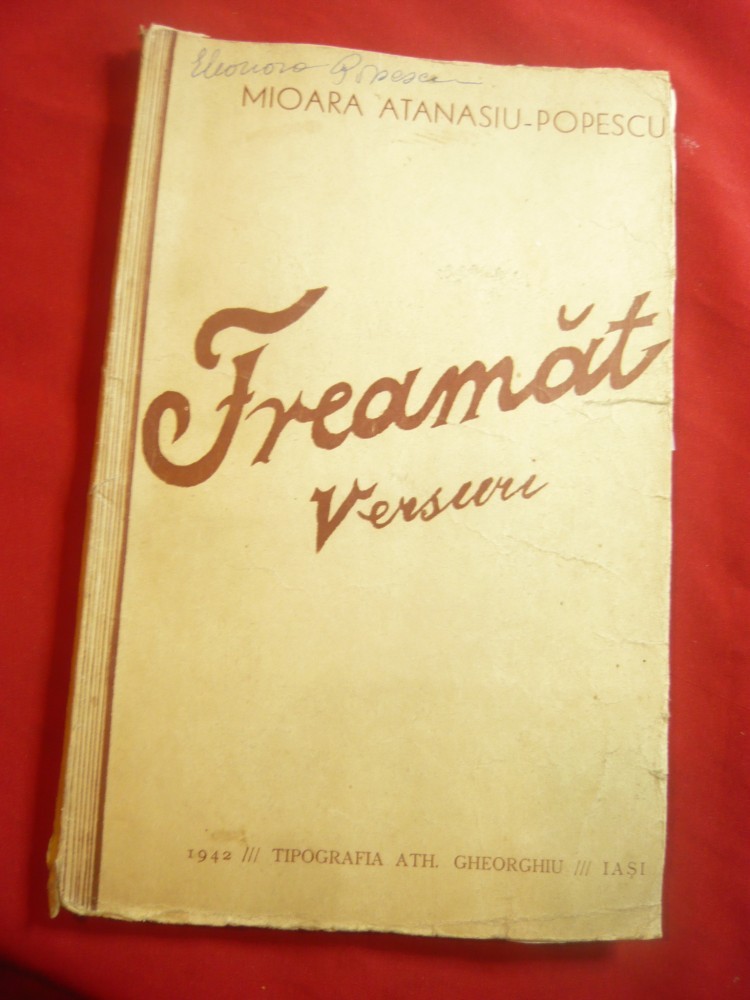 Eleonora Popescu
MIOARA ATANASIU-POPESCU
Freamăt
Versuri
1942 /// TIPOGRAFIA ATH. GHEORGHIU /// IAȘI